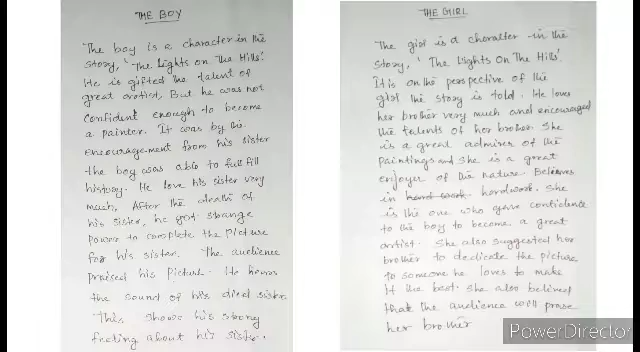 THE BOY
The boy is a character in the
story, 'The Lights on The Hills'.
He is gifted the talent of
great artist, But he was not
confident enough to become
a painter. It was by the
encouragement from his sister
the boy was able to full fill
his
He love his sister very
much. After the death of
his sister, he got strange
power to complete the picture
for his sister. The audience
praised his picture. He hears
the sound of his died sister
This shows his strong
feeling about his sister.
THE GIRL
The girl is a character in the
story, 'The Lights On The Hills'.
It is on the perspective of the
girl the story is told. He loves
her brother very much and encouraged
the talents of her brother. She
is a great admirer of the
paintings and she is a great
enjoyer of the nature. Believes
in hard work hardwork. She
is the one who gave confidence
to the boy to become a great
artist. She also suggested her
brother to dedicate the picture
to someone he loves to make
it the best. She also believed
that the audience will praise
her brother
PowerDirector